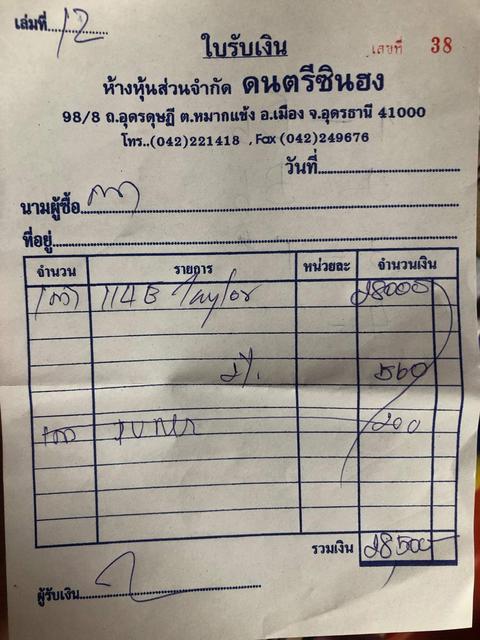 เล่มที่ 12
ใบรับเงิน
เลขที่ 38
ห้างหุ้นส่วนจำกัด ดนตรีซินฮง
98/8 ถ.อุดรดุษฎี ต.หมากแข้ง อ.เมือง จ.อุดรธานี 41000
โทร..(042)221418 , Fax (042)249676
วันที่
นามผู้ซื้อ
ที่อยู่
จำนวน รายการ หน่วยละ จำนวนเงิน
114 Taylor 28000
2%. 560
200
รวมเงิน 28,500
ผู้รับเงิน